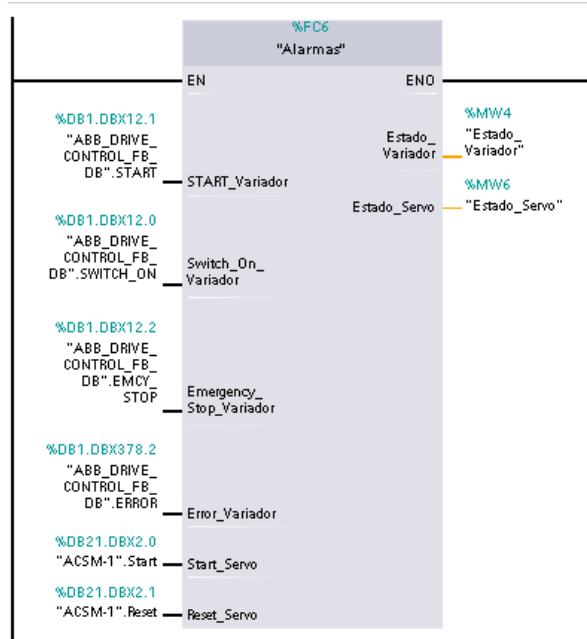 %FC6
"Alarmas"
EN
ENO
%DB1.DBX12.1
"ABB_DRIVE_
CONTROL_FB_
DB".START
START_Variador
%MW4
"Estado_
Variador"
Estado_
Variador
%MW6
"Estado_Servo"
Estado_Servo
%DB1.DBX12.0
"ABB_DRIVE_
CONTROL_FB_
DB".SWITCH_ON
Switch_On_
Variador
%DB1.DBX12.2
"ABB_DRIVE_
CONTROL_FB_
DB".EMCY_
STOP
Emergency_
Stop_Variador
%DB1.DBX378.2
"ABB_DRIVE_
CONTROL_FB_
DB".ERROR
Error_Variador
%DB21.DBX2.0
"ACSM-1".Start
Start_Servo
%DB21.DBX2.1
"ACSM-1".Reset
Reset_Servo